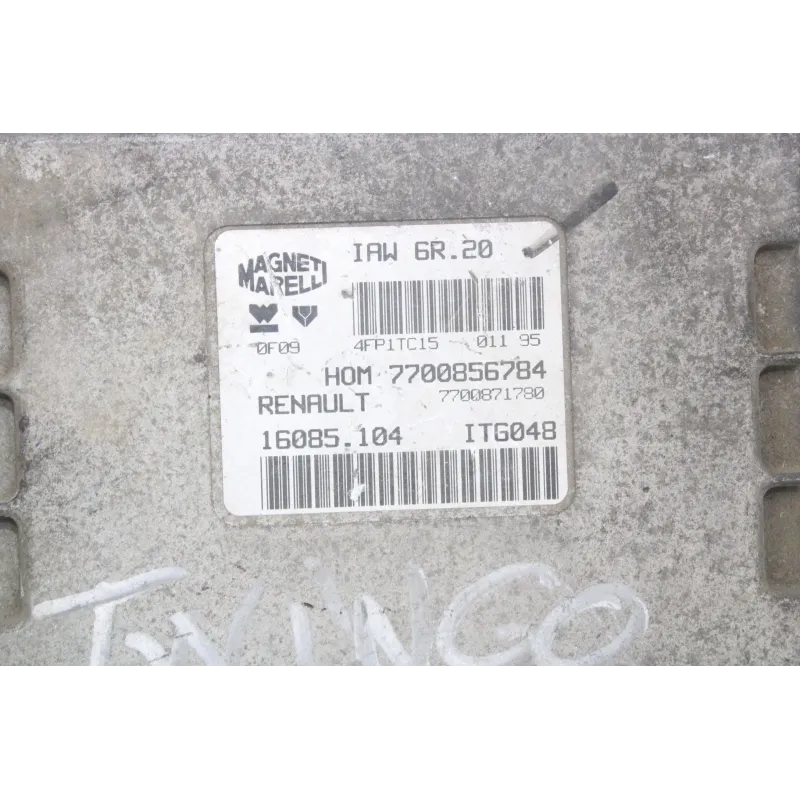 IAW 6R.20
MAGNETI
MARELLI
0F09 4FP1TC15 011 95
HOM 7700856784
RENAULT 7700871780
16085.104 ITG048
TWINGO